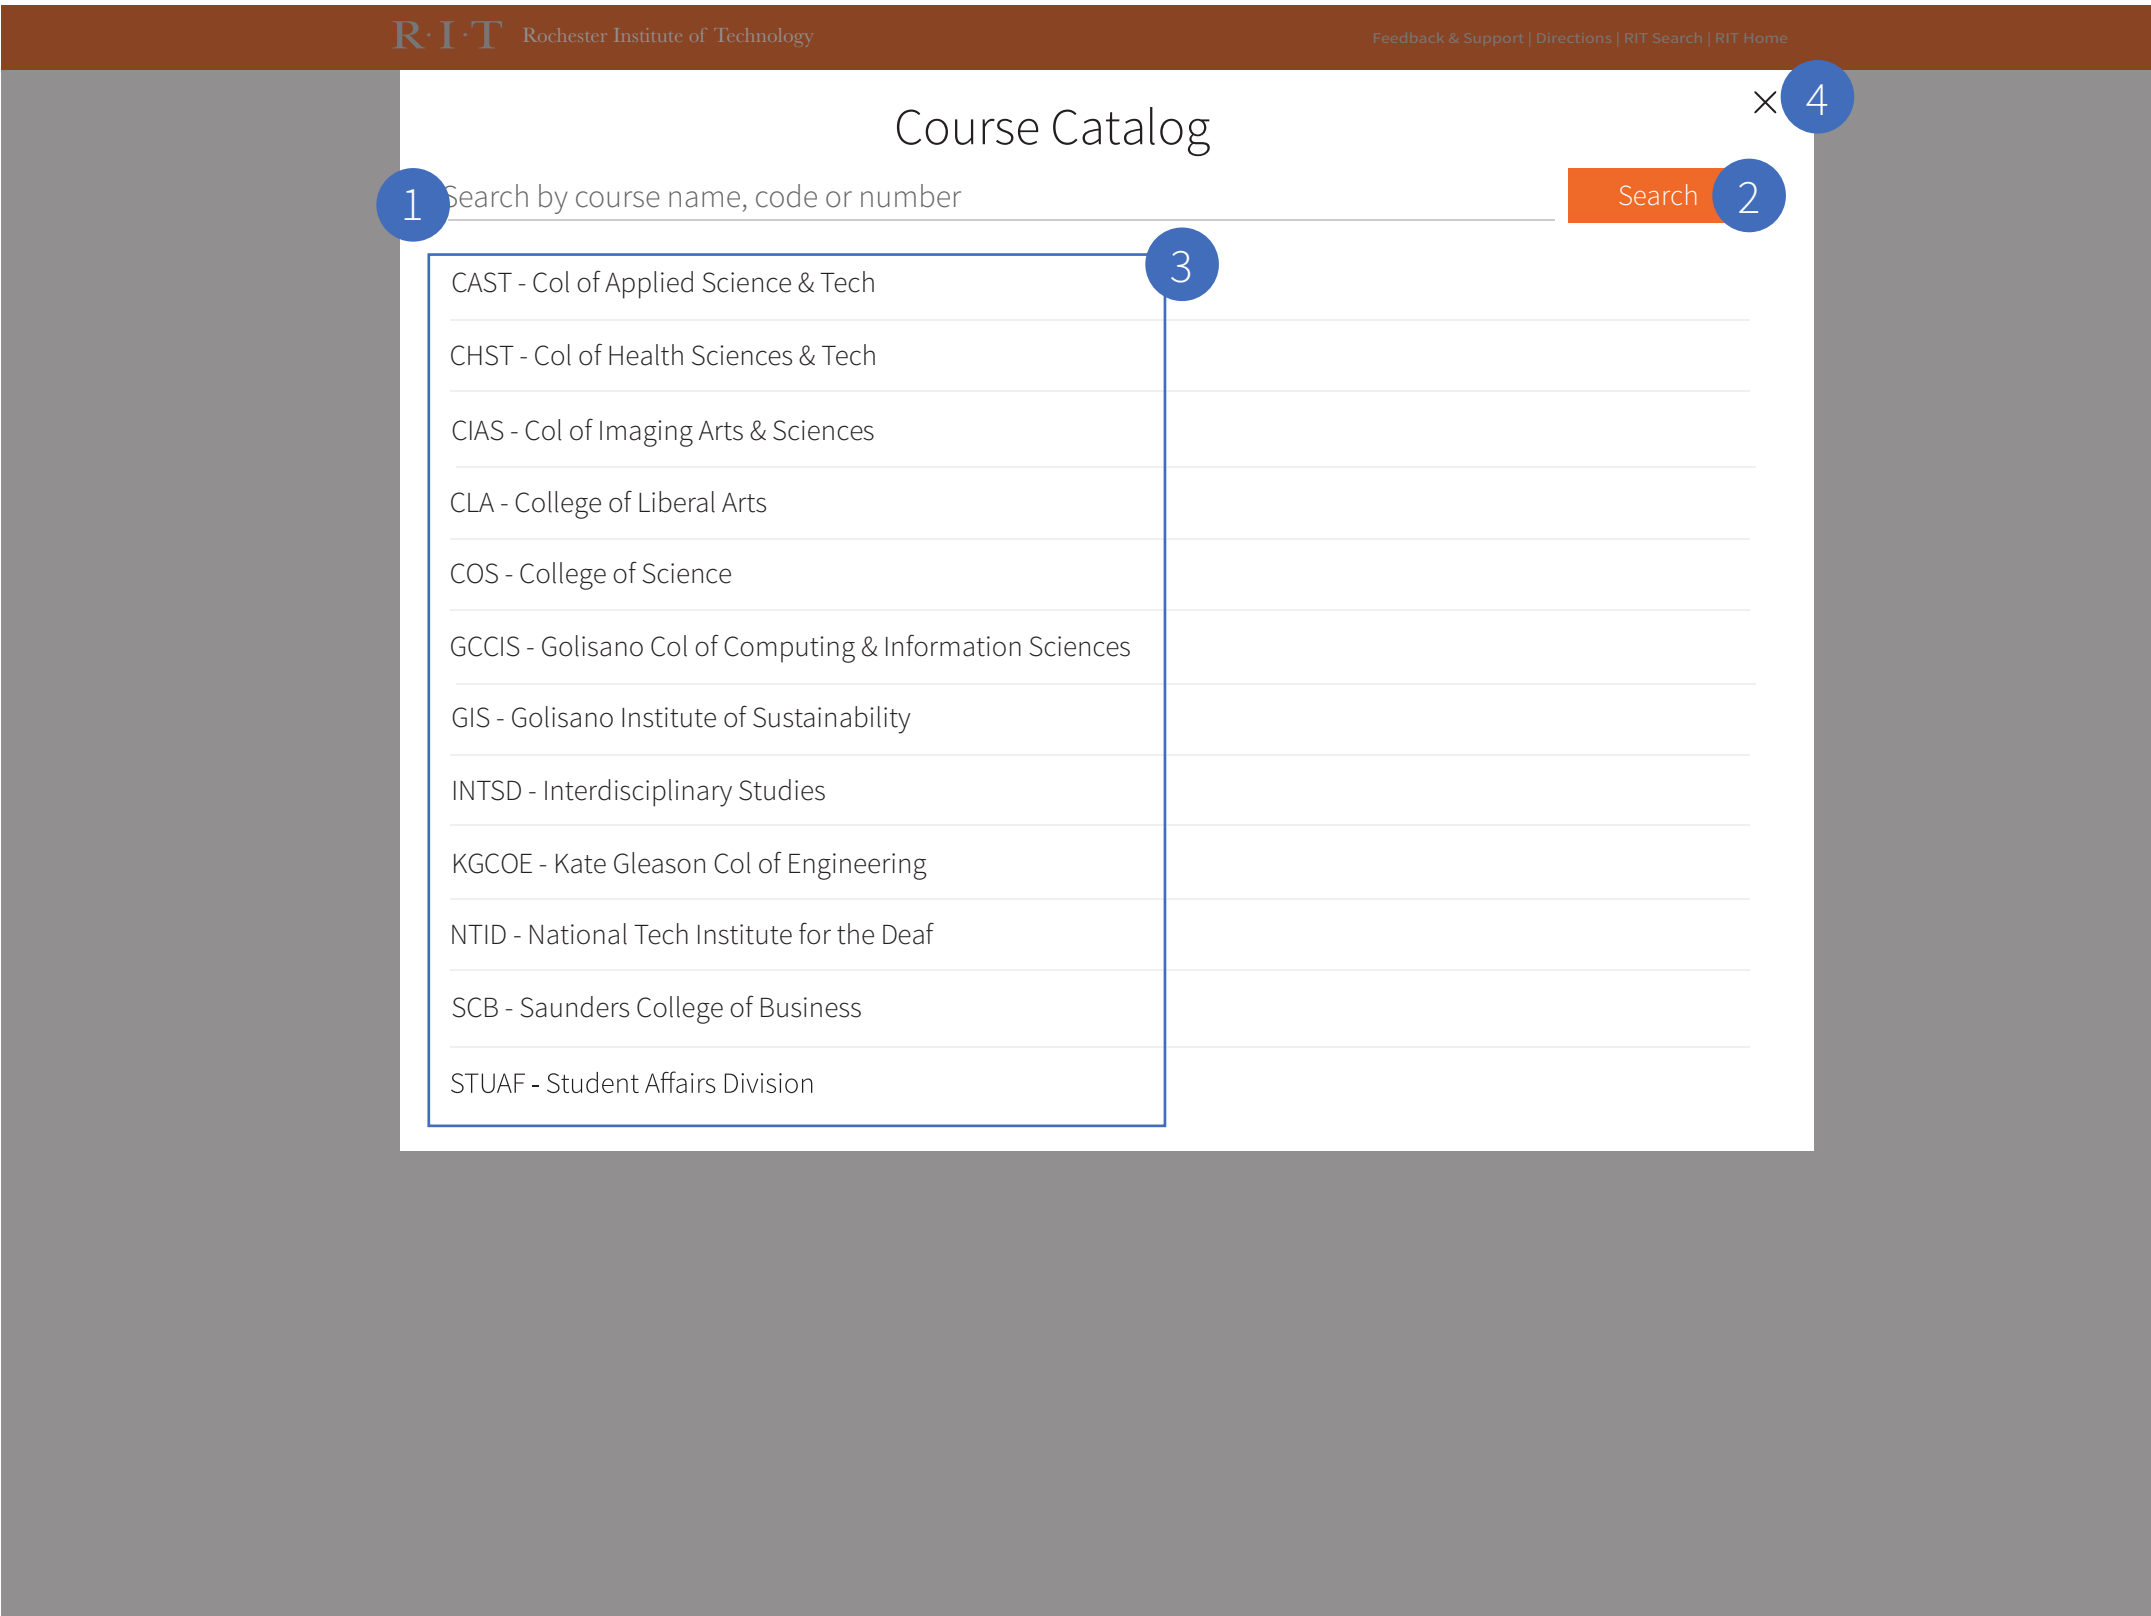 R·I·T Rochester Institute of Technology
Feedback & Support | Directions | RIT Search | RIT Home
Course Catalog
4
1
Search by course name, code or number
Search
2
3
CAST - Col of Applied Science & Tech
CHST - Col of Health Sciences & Tech
CIAS - Col of Imaging Arts & Sciences
CLA - College of Liberal Arts
COS - College of Science
GCCIS - Golisano Col of Computing & Information Sciences
GIS - Golisano Institute of Sustainability
INTSD - Interdisciplinary Studies
KGCOE - Kate Gleason Col of Engineering
NTID - National Tech Institute for the Deaf
SCB - Saunders College of Business
STUAF - Student Affairs Division